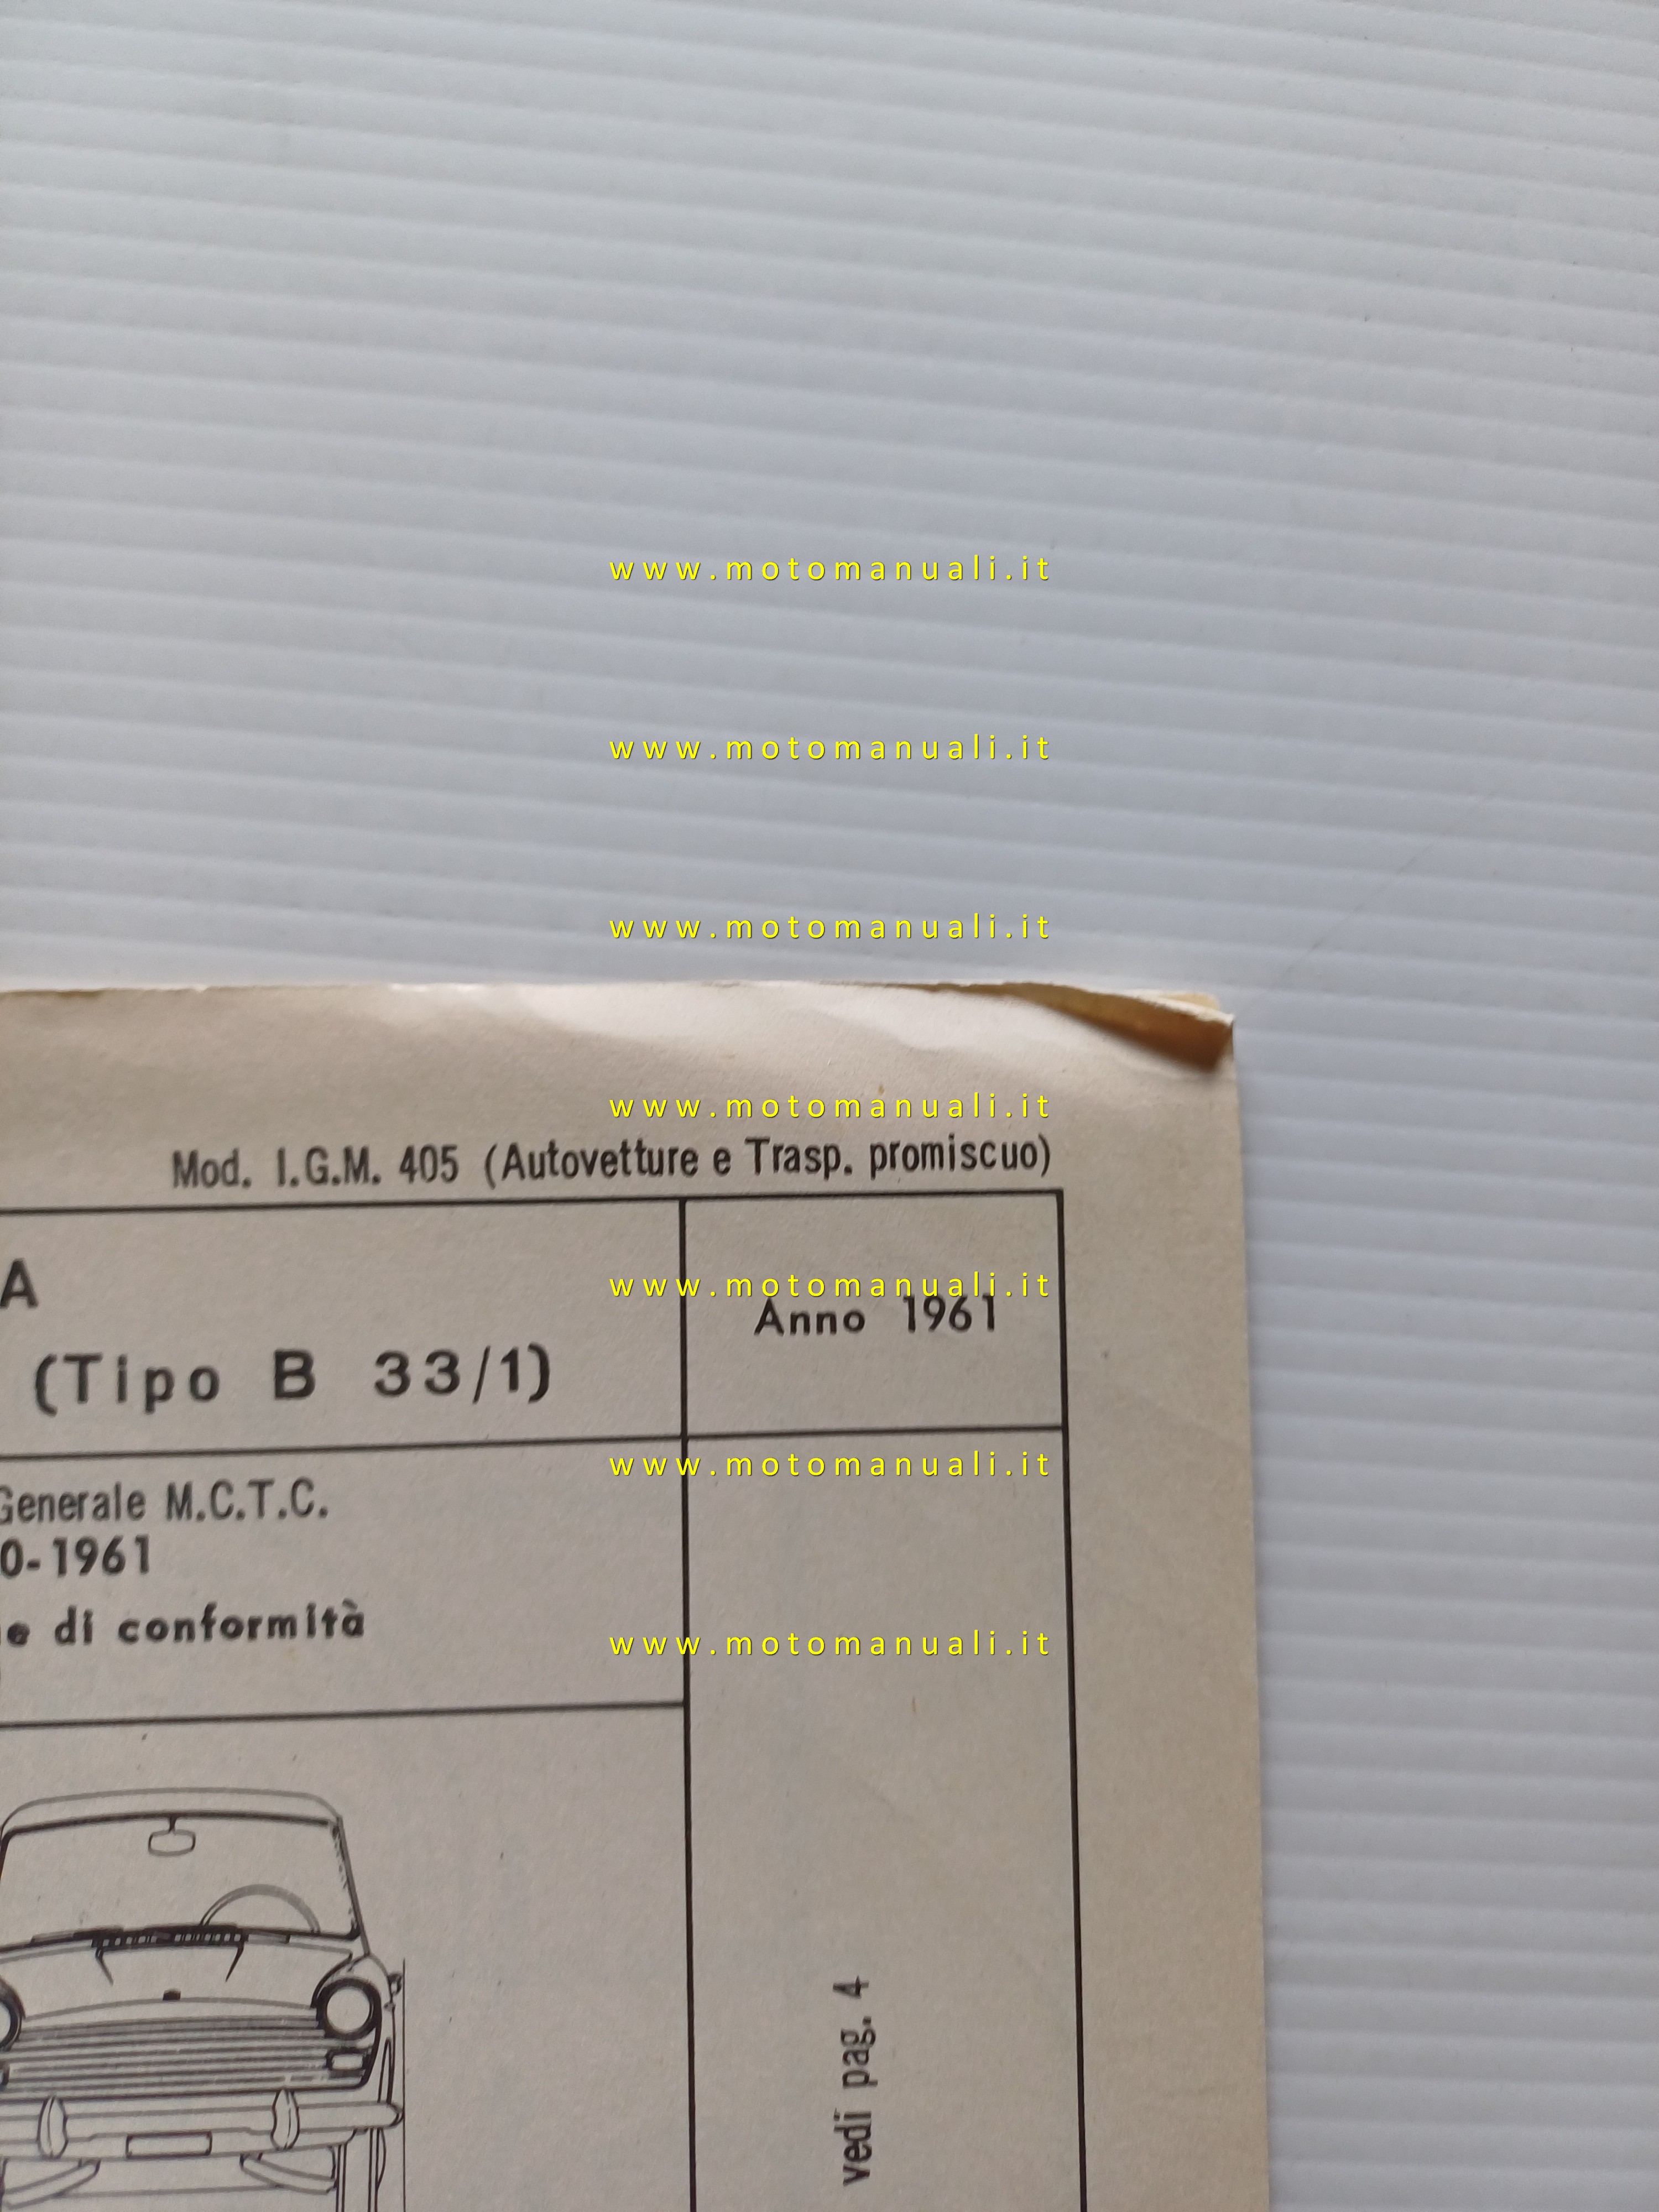 www.motomanuali.it
www.motomanuali.it
www.motomanuali.it
www.motomanuali.it
Mod. I.G.M. 405 (Autovetture e Trasp. promiscuo)
A
www.motomanuali.it
Anno 1961
(Tipo B 33/1)
www.motomanuali.it
Generale M.C.T.C.
0-1961
e di conformità
www.motomanuali.it
vedi pag. 4